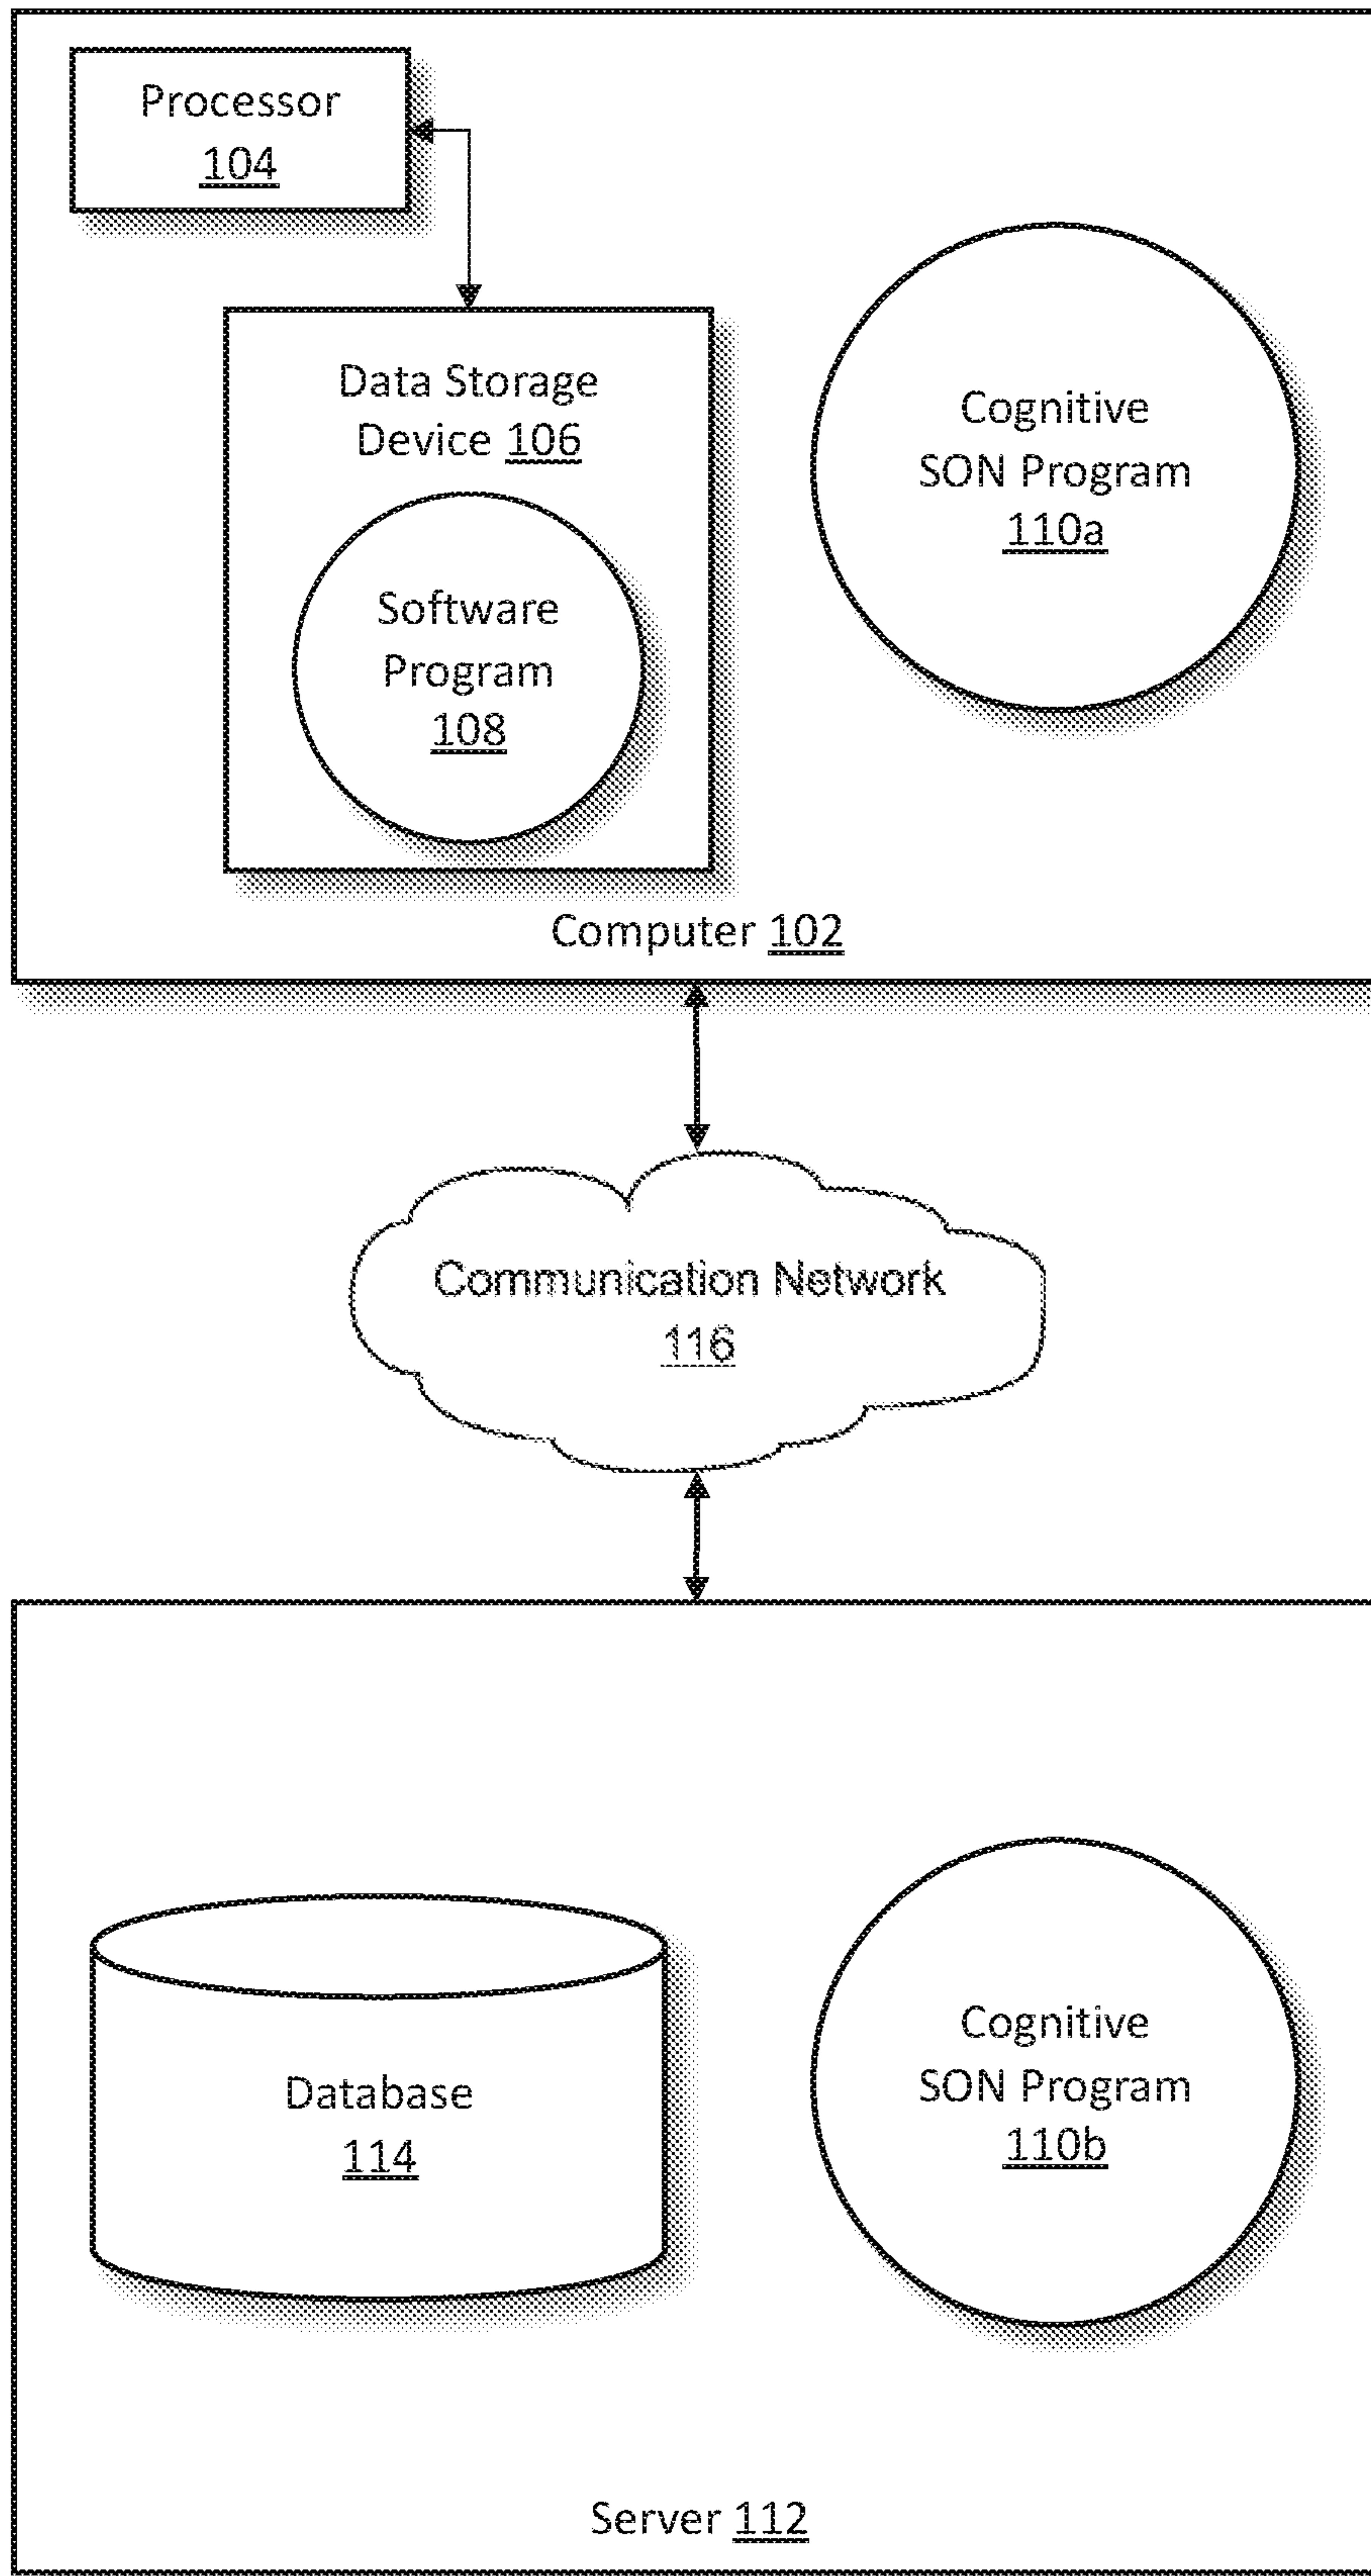 Processor
104
Data Storage
Device 106
Software
Program
108
Cognitive
SON Program
110a
Computer 102
Communication Network
116
Database
114
Cognitive
SON Program
110b
Server 112